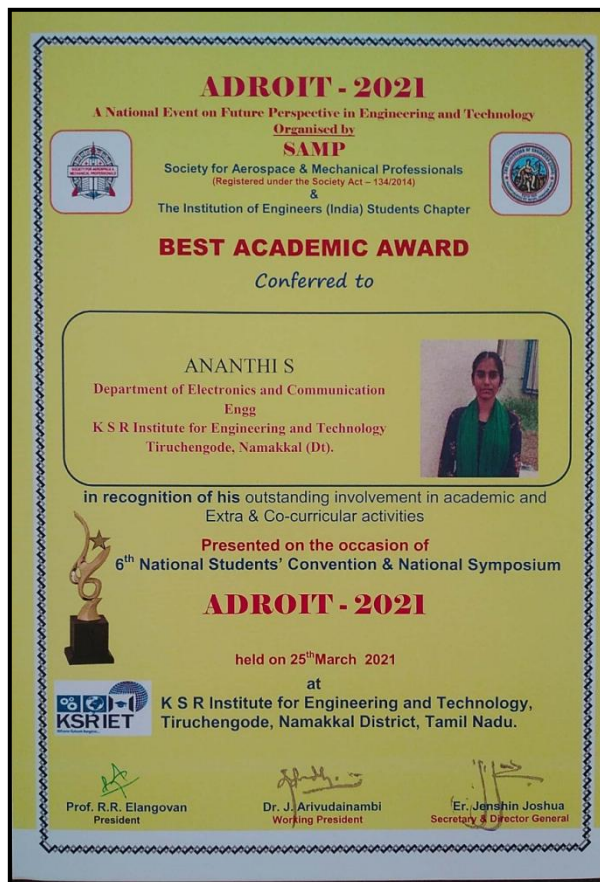 ADROIT - 2021
A National Event on Future Perspective in Engineering and Technology
Organised by
SAMP
Society for Aerospace & Mechanical Professionals
(Registered under the Society Act – 134/2014)
&
The Institution of Engineers (India) Students Chapter
BEST ACADEMIC AWARD
Conferred to
ANANTHI S
Department of Electronics and Communication
Engg
K S R Institute for Engineering and Technology
Tiruchengode, Namakkal (Dt).
in recognition of his outstanding involvement in academic and
Extra & Co-curricular activities
Presented on the occasion of
6th National Students' Convention & National Symposium
ADROIT - 2021
held on 25thMarch 2021
at
K S R Institute for Engineering and Technology,
Tiruchengode, Namakkal District, Tamil Nadu.
KSRIET
Prof. R.R. Elangovan
President
Dr. J. Arivudainambi
Working President
Er. Jenshin Joshua
Secretary & Director General